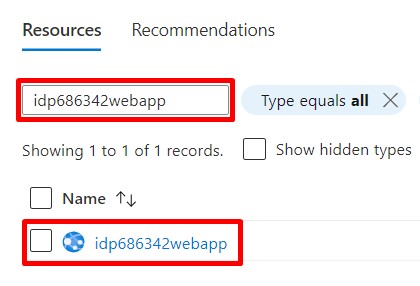 Resources Recommendations
idp686342webapp Type equals all
Showing 1 to 1 of 1 records. Show hidden types
Name ↑↓
idp686342webapp